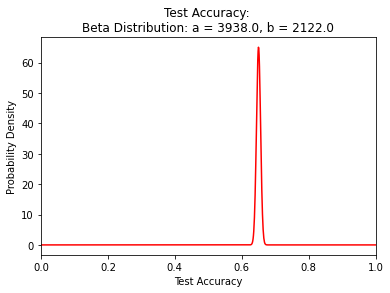 Test Accuracy:
Beta Distribution: a = 3938.0, b = 2122.0
Probability Density
60
50
40
30
20
10
0
0.0 0.2 0.4 0.6 0.8 1.0
Test Accuracy